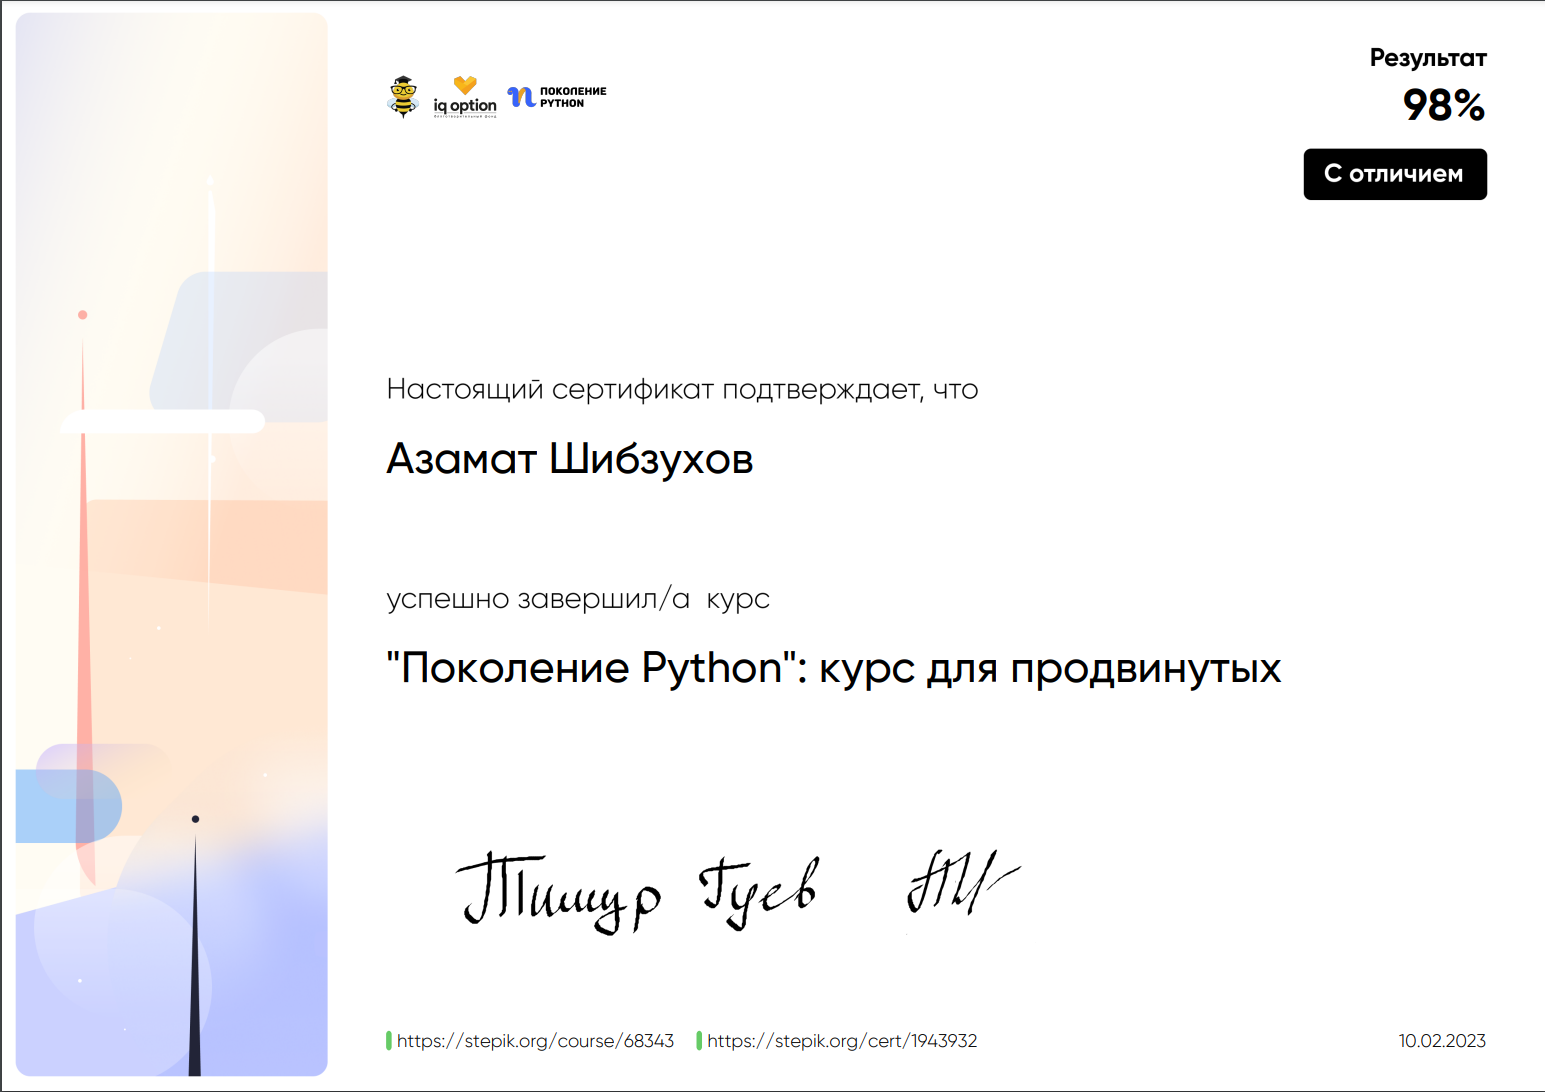 iq option
ПОКОЛЕНИЕ
PYTHON
Результат
98%
С отличием
Настоящий сертификат подтверждает, что
Азамат Шибзухов
успешно завершил/а курс
"Поколение Python": курс для продвинутых
Тимур Гуев
https://stepik.org/course/68343 https://stepik.org/cert/1943932
10.02.2023